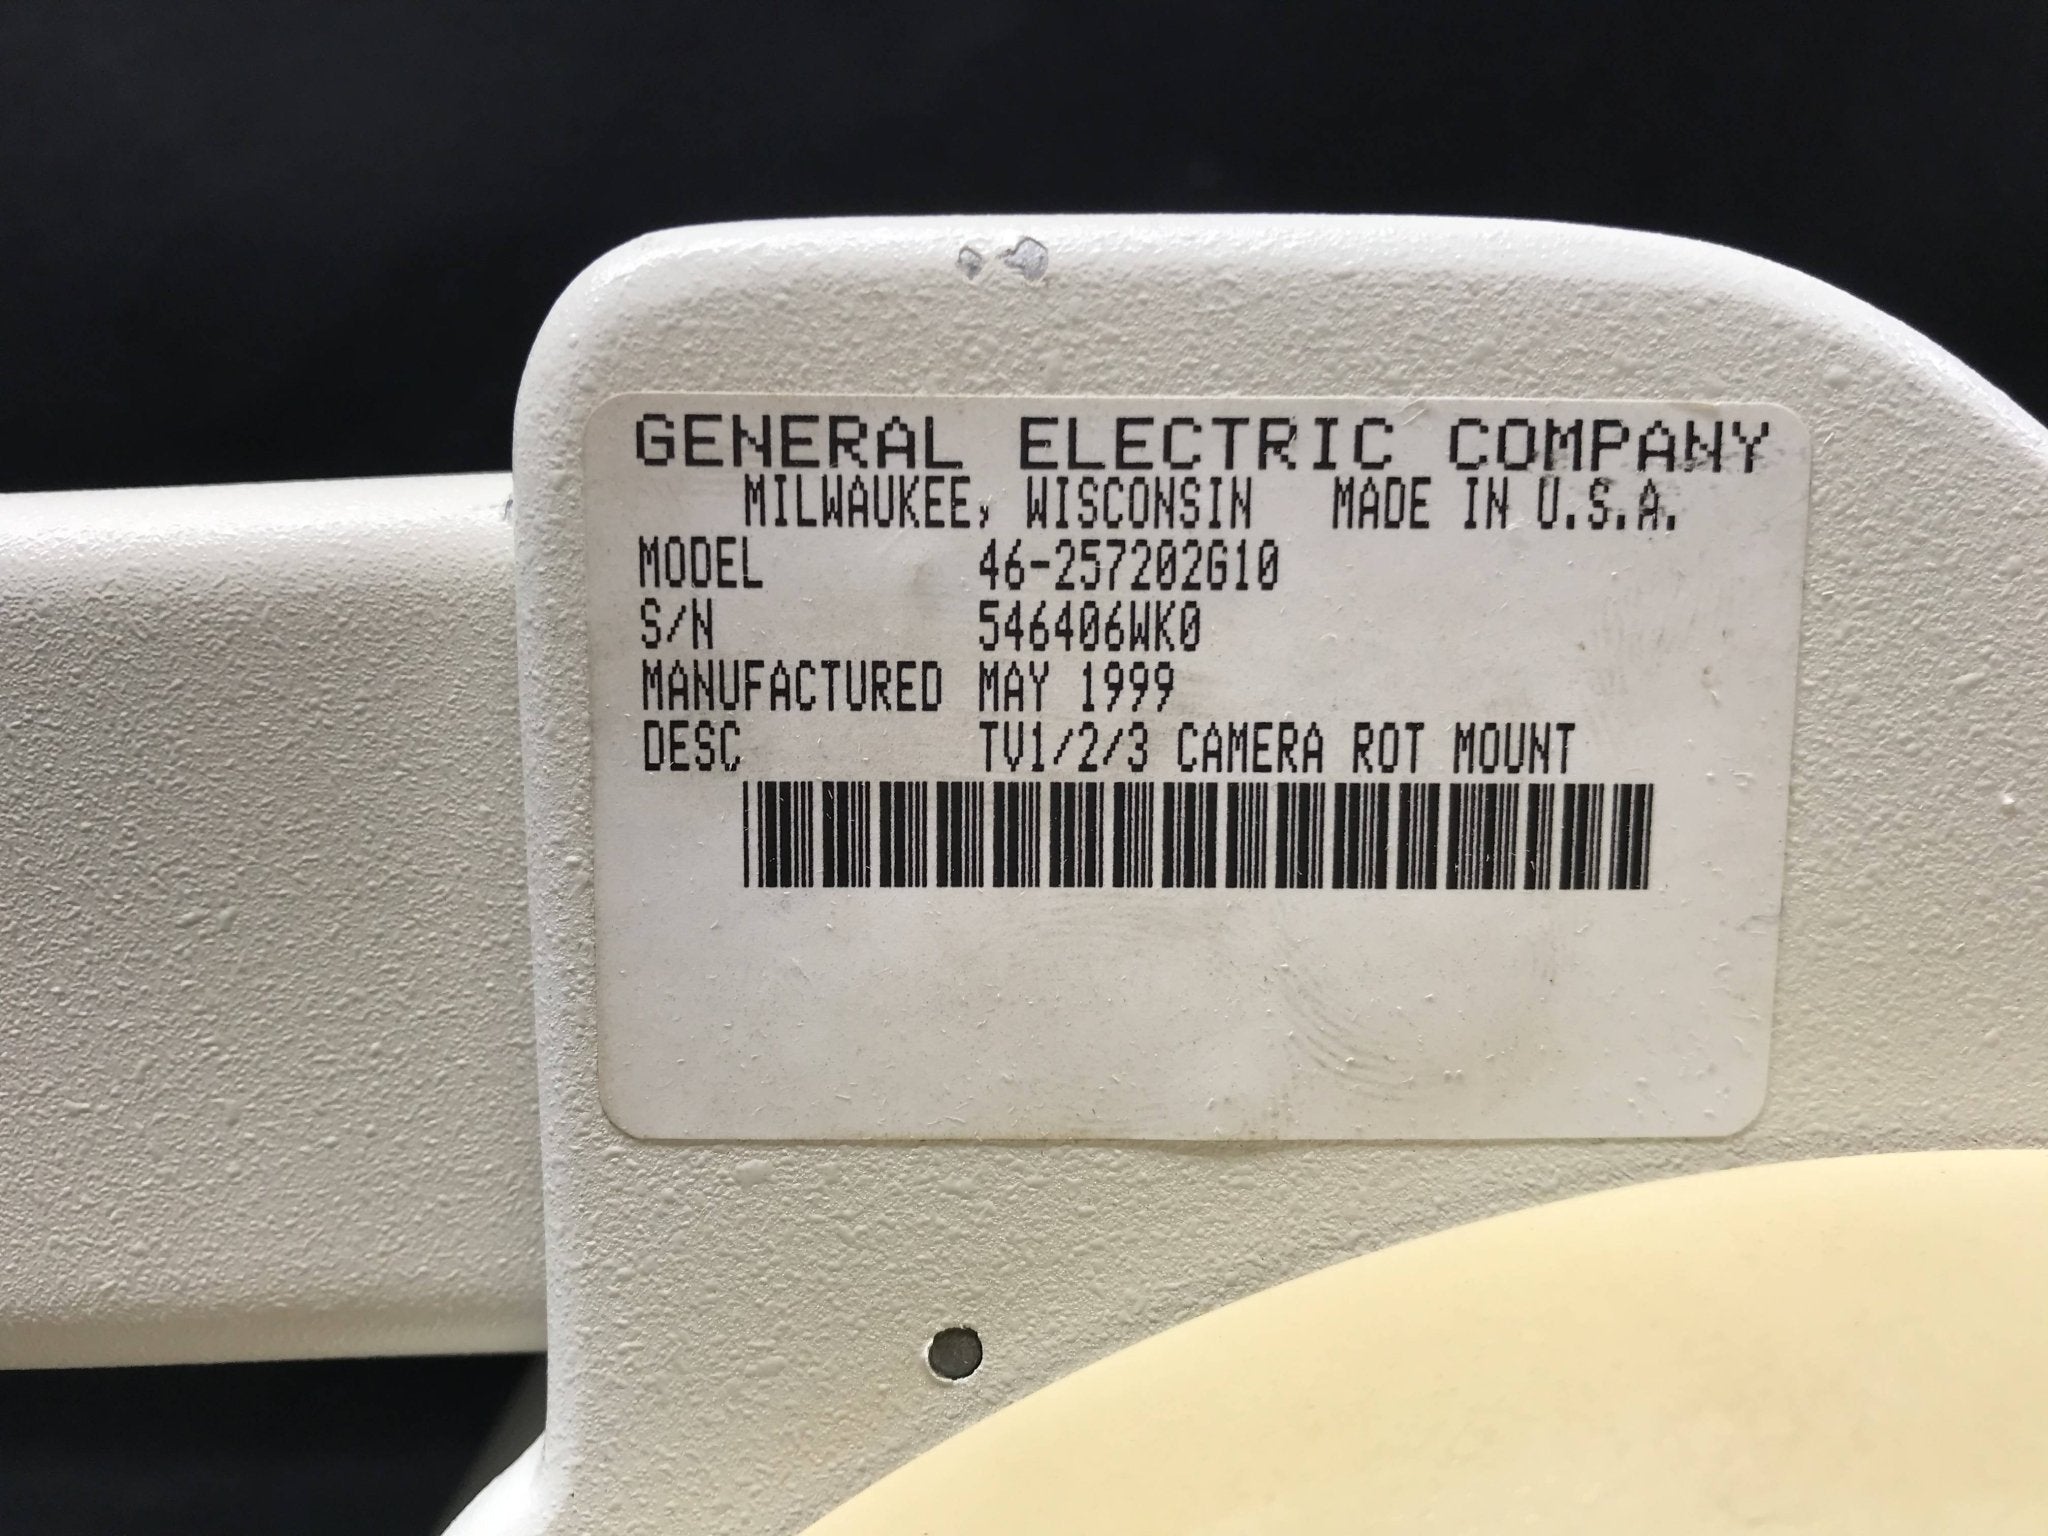 GENERAL ELECTRIC COMPANY
MILWAUKEE, WISCONSIN MADE IN U.S.A.
MODEL 46-257202G10
S/N 546406WK0
MANUFACTURED MAY 1999
DESC TV1/2/3 CAMERA ROT MOUNT